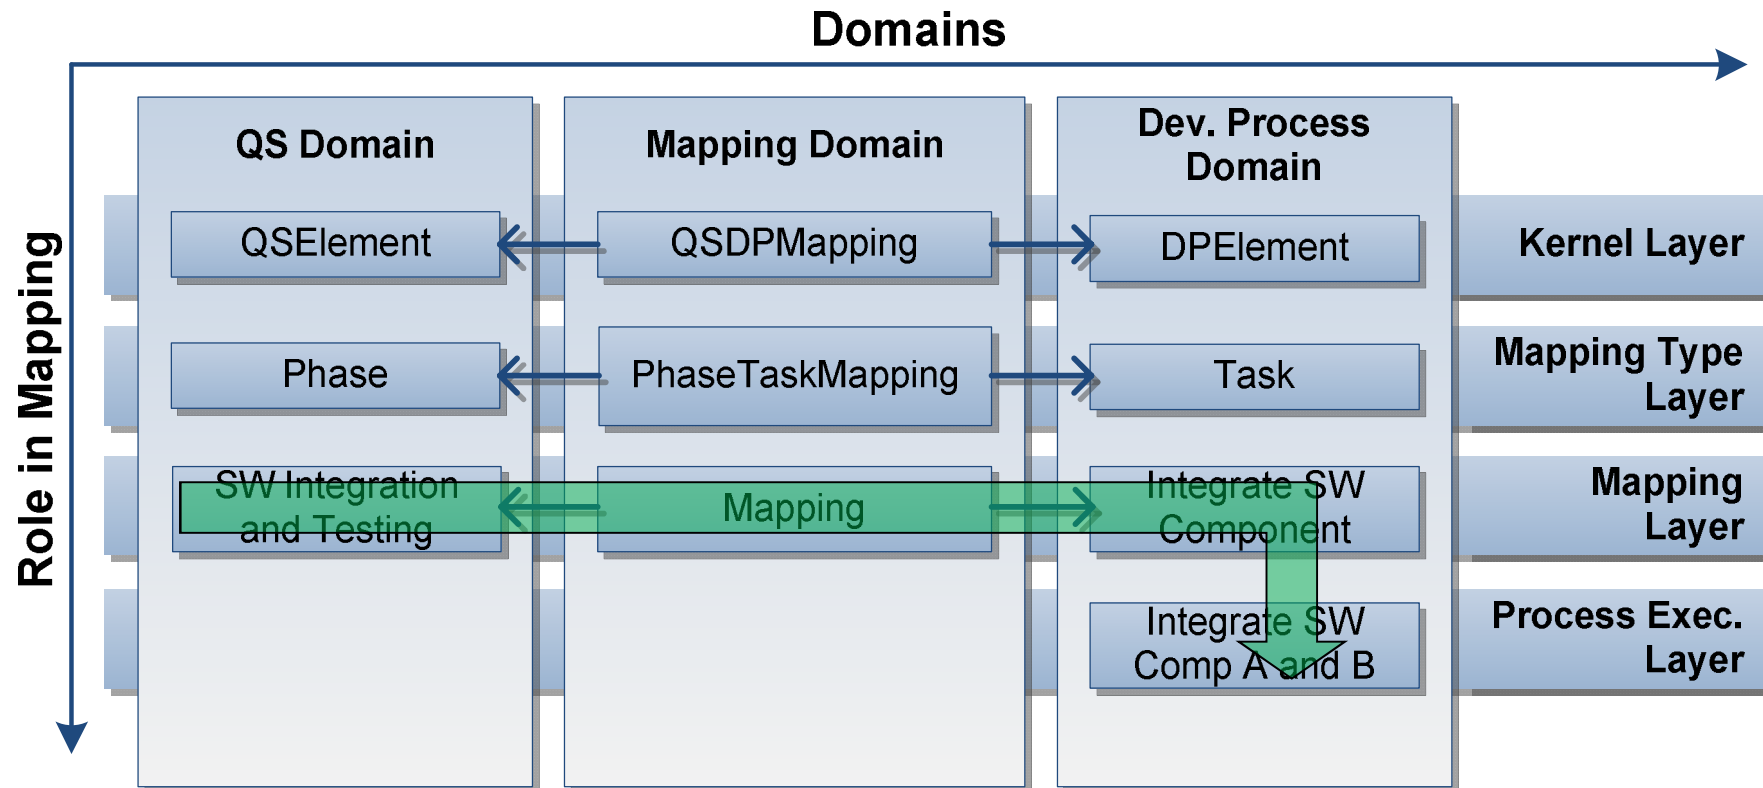 Domains
Role in Mapping
QS Domain
Mapping Domain
Dev. Process
Domain
QSElement
QSDPMapping
DPElement
Kernel Layer
Phase
PhaseTaskMapping
Task
Mapping Type
Layer
SW Integration
and Testing
Mapping
Integrate SW
Component
Mapping
Layer
Integrate SW
Comp A and B
Process Exec.
Layer